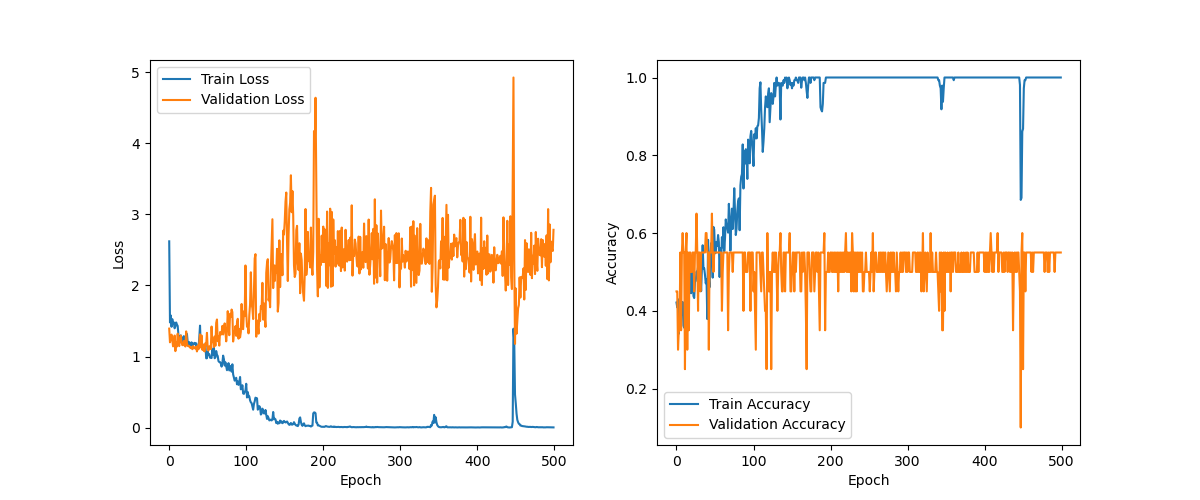 Train Loss
Validation Loss
5
4
3
2
1
0
Loss
0 100 200 300 400 500
Epoch
1.0
0.8
0.6
0.4
0.2
Accuracy
Train Accuracy
Validation Accuracy
0 100 200 300 400 500
Epoch